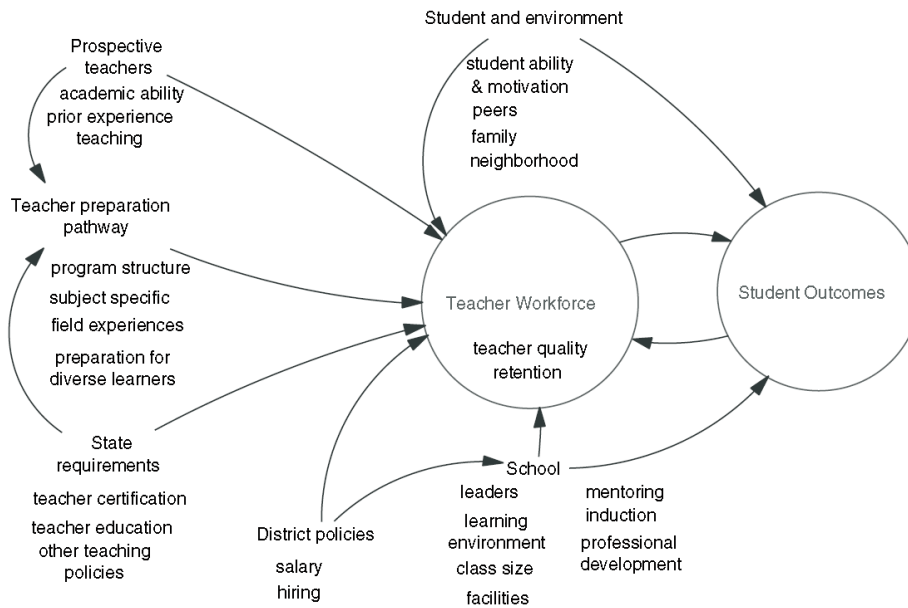 Student and environment
student ability
& motivation
peers
family
neighborhood
Prospective
teachers
academic ability
prior experience
teaching
Teacher preparation
pathway
program structure
subject specific
field experiences
preparation for
diverse learners
State
requirements
teacher certification
teacher education
other teaching
policies
District policies
salary
hiring
School
leaders
learning
environment
class size
facilities
mentoring
induction
professional
development
Teacher Workforce
teacher quality
retention
Student Outcomes